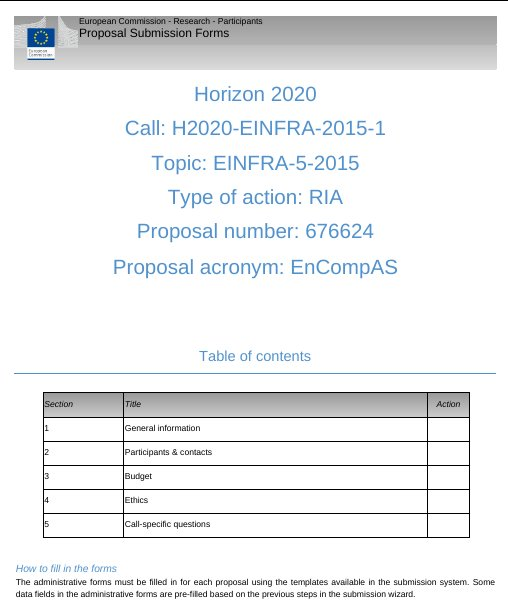 European Commission - Research - Participants
Proposal Submission Forms
European
Commission
Horizon 2020
Call: H2020-EINFRA-2015-1
Topic: EINFRA-5-2015
Type of action: RIA
Proposal number: 676624
Proposal acronym: EnCompAS
Table of contents
Section Title Action
1 General information
2 Participants & contacts
3 Budget
4 Ethics
5 Call-specific questions
How to fill in the forms
The administrative forms must be filled in for each proposal using the templates available in the submission system. Some
data fields in the administrative forms are pre-filled based on the previous steps in the submission wizard.